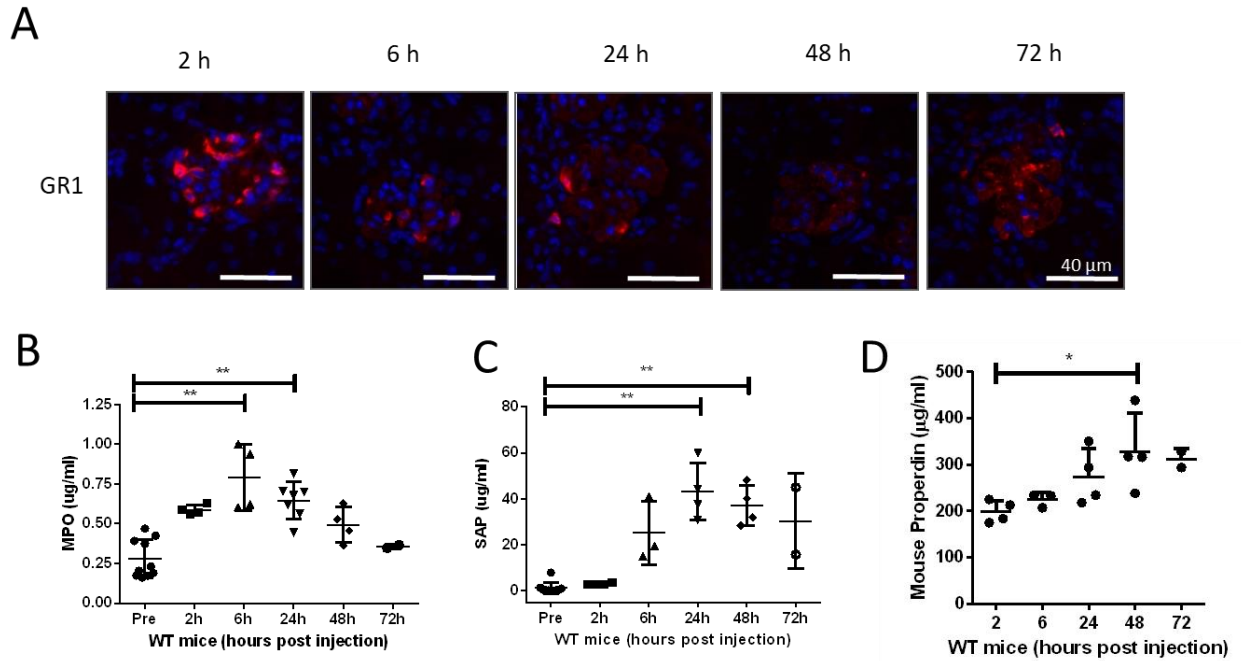 A
2 h
6 h
24 h
48 h
72 h
GR1
40 µm
B
**
**
1.25
1.00
0.75
0.50
0.25
0.00
MPO (ug/ml)
Pre
2h
6h
24h
48h
72h
WT mice (hours post injection)
C
**
**
80
60
40
20
0
SAP (ug/ml)
Pre
2h
6h
24h
48h
72h
WT mice (hours post injection)
D
*
500
400
300
200
100
0
Mouse Properdin (µg/ml)
2
6
24
48
72
WT mice (hours post injection)